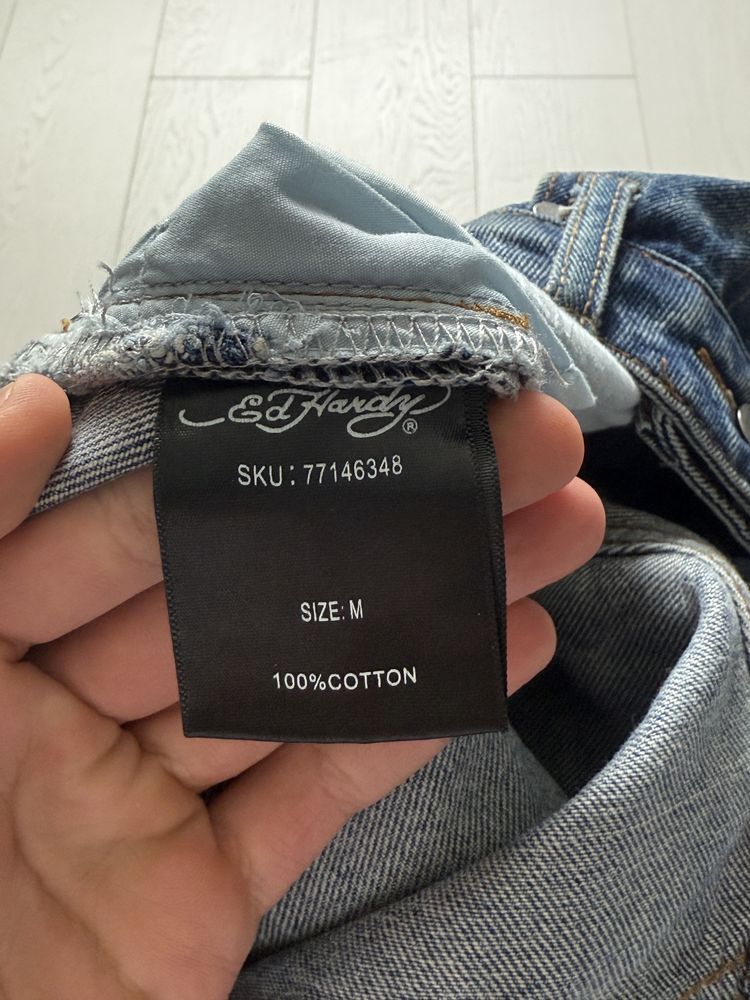 Ed Hardy ®
SKU: 77146348
SIZE: M
100%COTTON